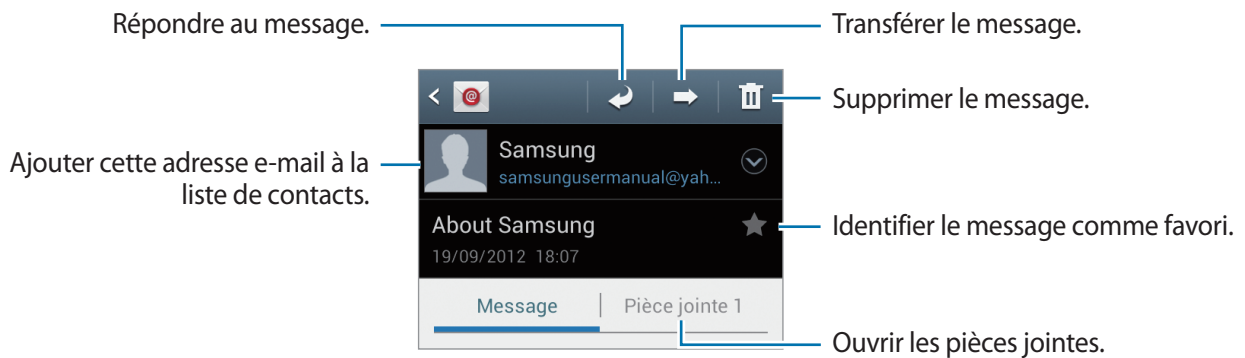 Répondre au message.
Transférer le message.
Supprimer le message.
Ajouter cette adresse e-mail à la
liste de contacts.
Samsung
samsungusermanual@yah...
About Samsung
19/09/2012 18:07
Identifier le message comme favori.
Message
Pièce jointe 1
Ouvrir les pièces jointes.